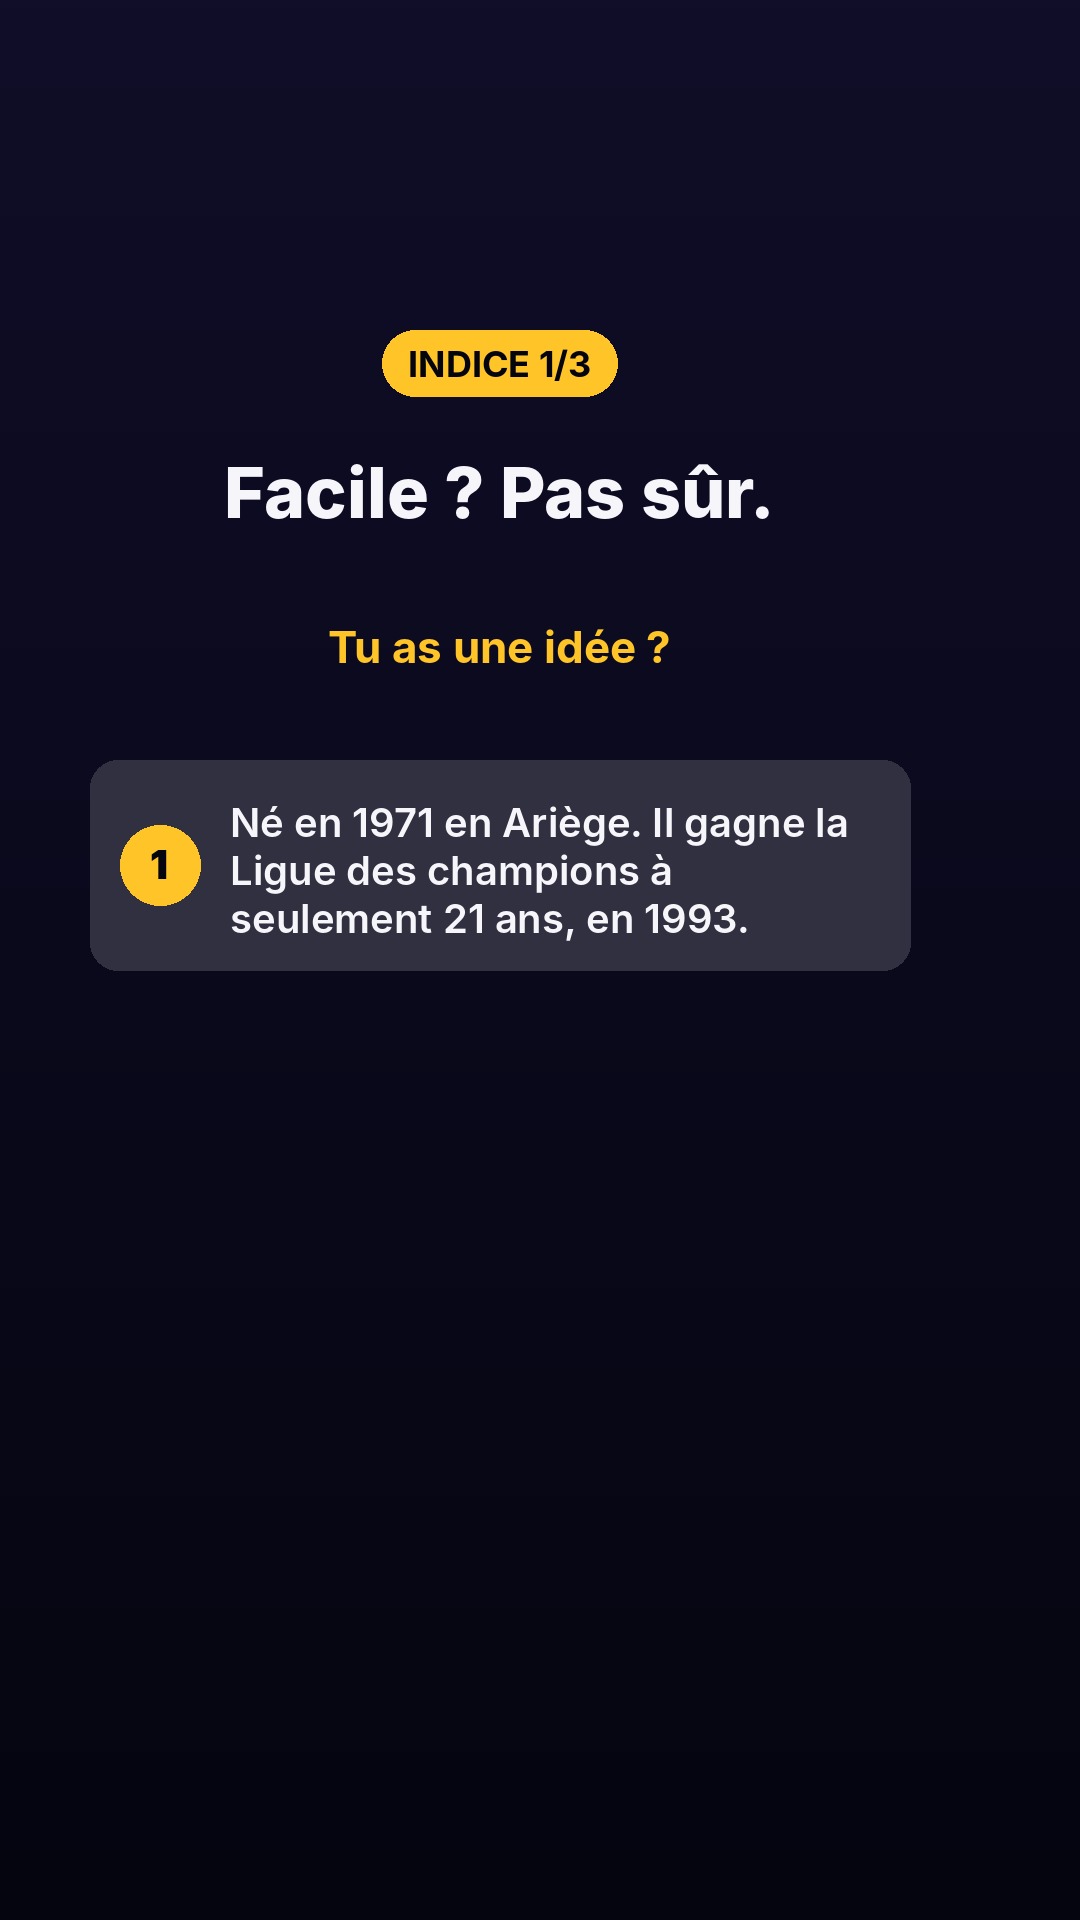 INDICE 1/3
Facile ? Pas sûr.
Tu as une idée ?
1
Né en 1971 en Ariège. Il gagne la
Ligue des champions à
seulement 21 ans, en 1993.